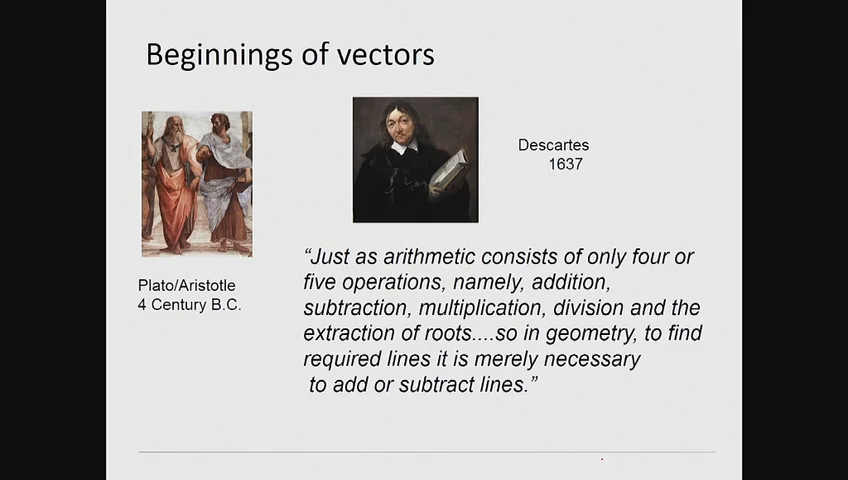 Beginnings of vectors
Descartes
1637
Plato/Aristotle
4 Century B.C.
“Just as arithmetic consists of only four or
five operations, namely, addition,
subtraction, multiplication, division and the
extraction of roots....so in geometry, to find
required lines it is merely necessary
to add or subtract lines.”